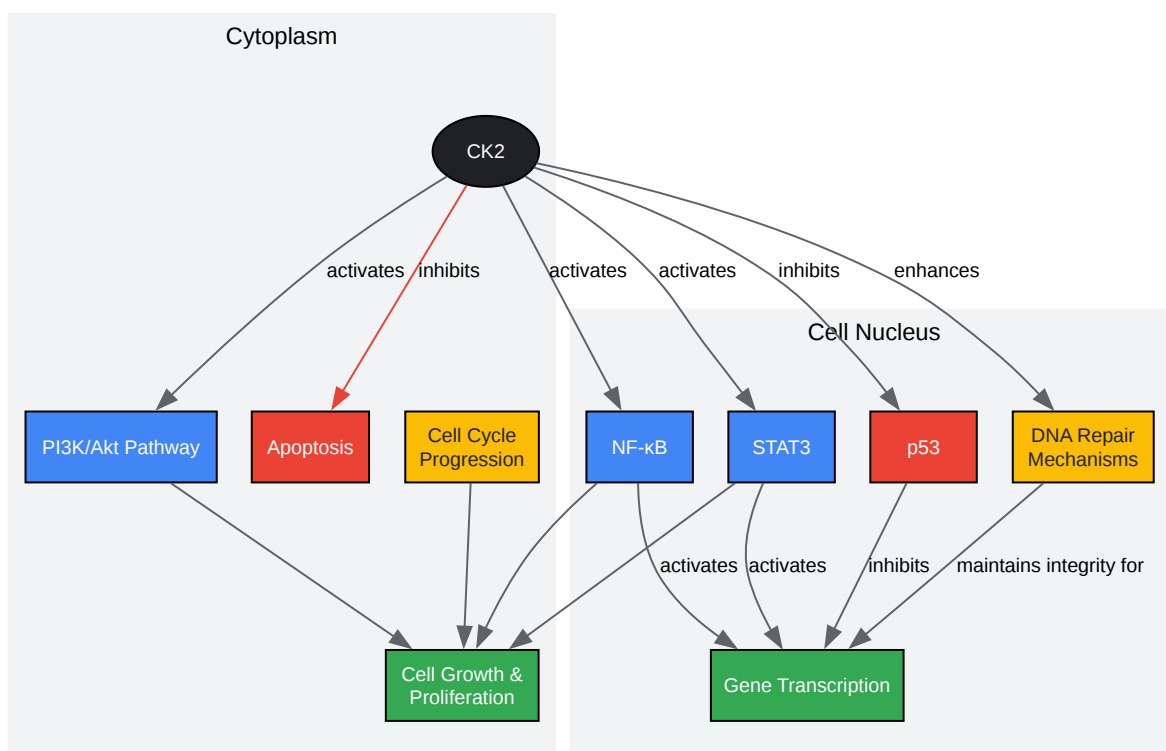 Cytoplasm
CK2
activates
inhibits
activates
activates
inhibits
enhances
Cell Nucleus
PI3K/Akt Pathway
Apoptosis
Cell Cycle
Progression
NF-κB
STAT3
p53
DNA Repair
Mechanisms
activates
activates
inhibits
maintains integrity for
Cell Growth &
Proliferation
Gene Transcription